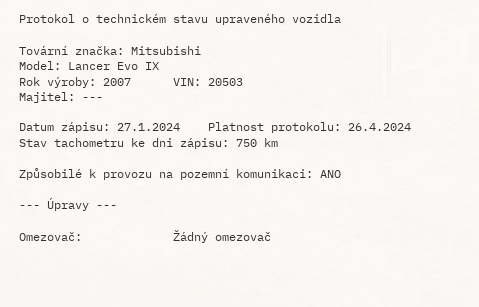 Protokol o technickém stavu upraveného vozidla
Tovární značka: Mitsubishi
Model: Lancer Evo IX
Rok výroby: 2007 VIN: 20503
Majitel: ---
Datum zápisu: 27.1.2024 Platnost protokolu: 26.4.2024
Stav tachometru ke dni zápisu: 750 km
Způsobilé k provozu na pozemní komunikaci: ANO
--- Úpravy ---
Omezovač: Žádný omezovač